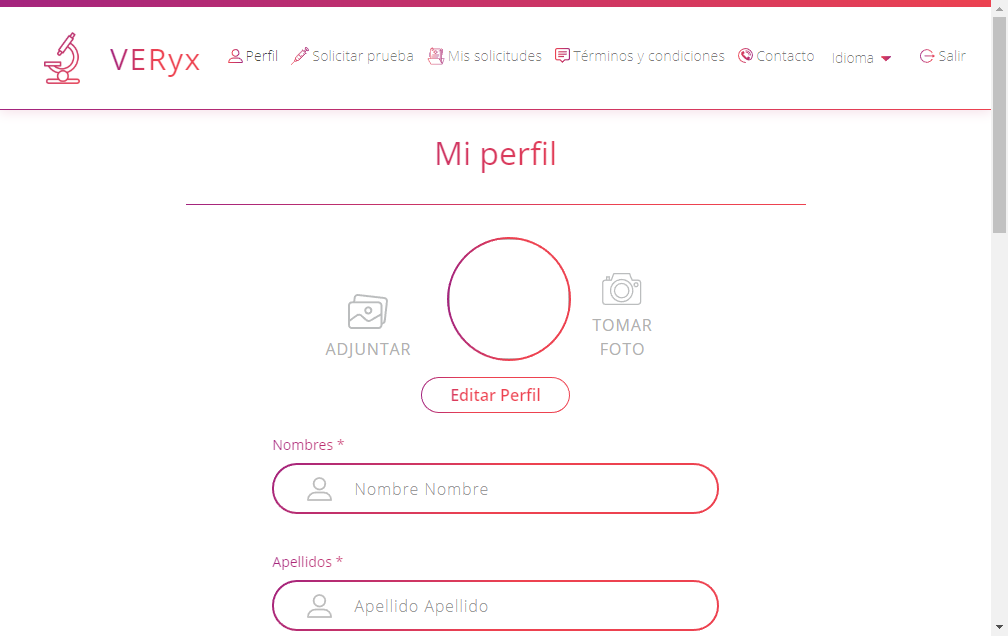 VERyx
Perfil Solicitar prueba Mis solicitudes Términos y condiciones Contacto Idioma Salir
Mi perfil
ADJUNTAR
TOMAR
FOTO
Editar Perfil
Nombres *
Nombre Nombre
Apellidos *
Apellido Apellido